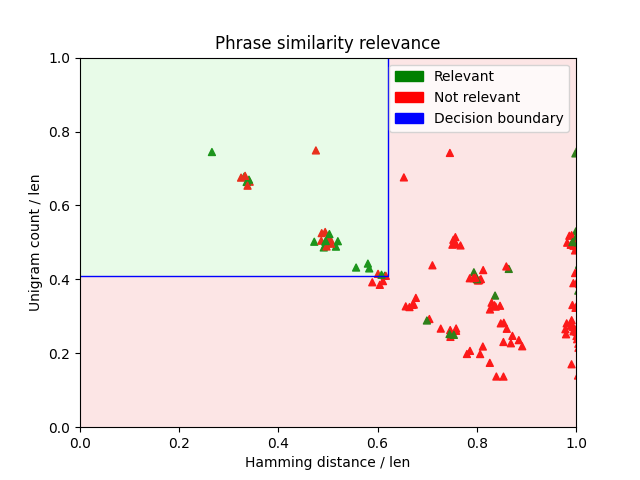 Phrase similarity relevance
Relevant
Not relevant
Decision boundary
Unigram count / len
1.0
0.8
0.6
0.4
0.2
0.0
0.0 0.2 0.4 0.6 0.8 1.0
Hamming distance / len